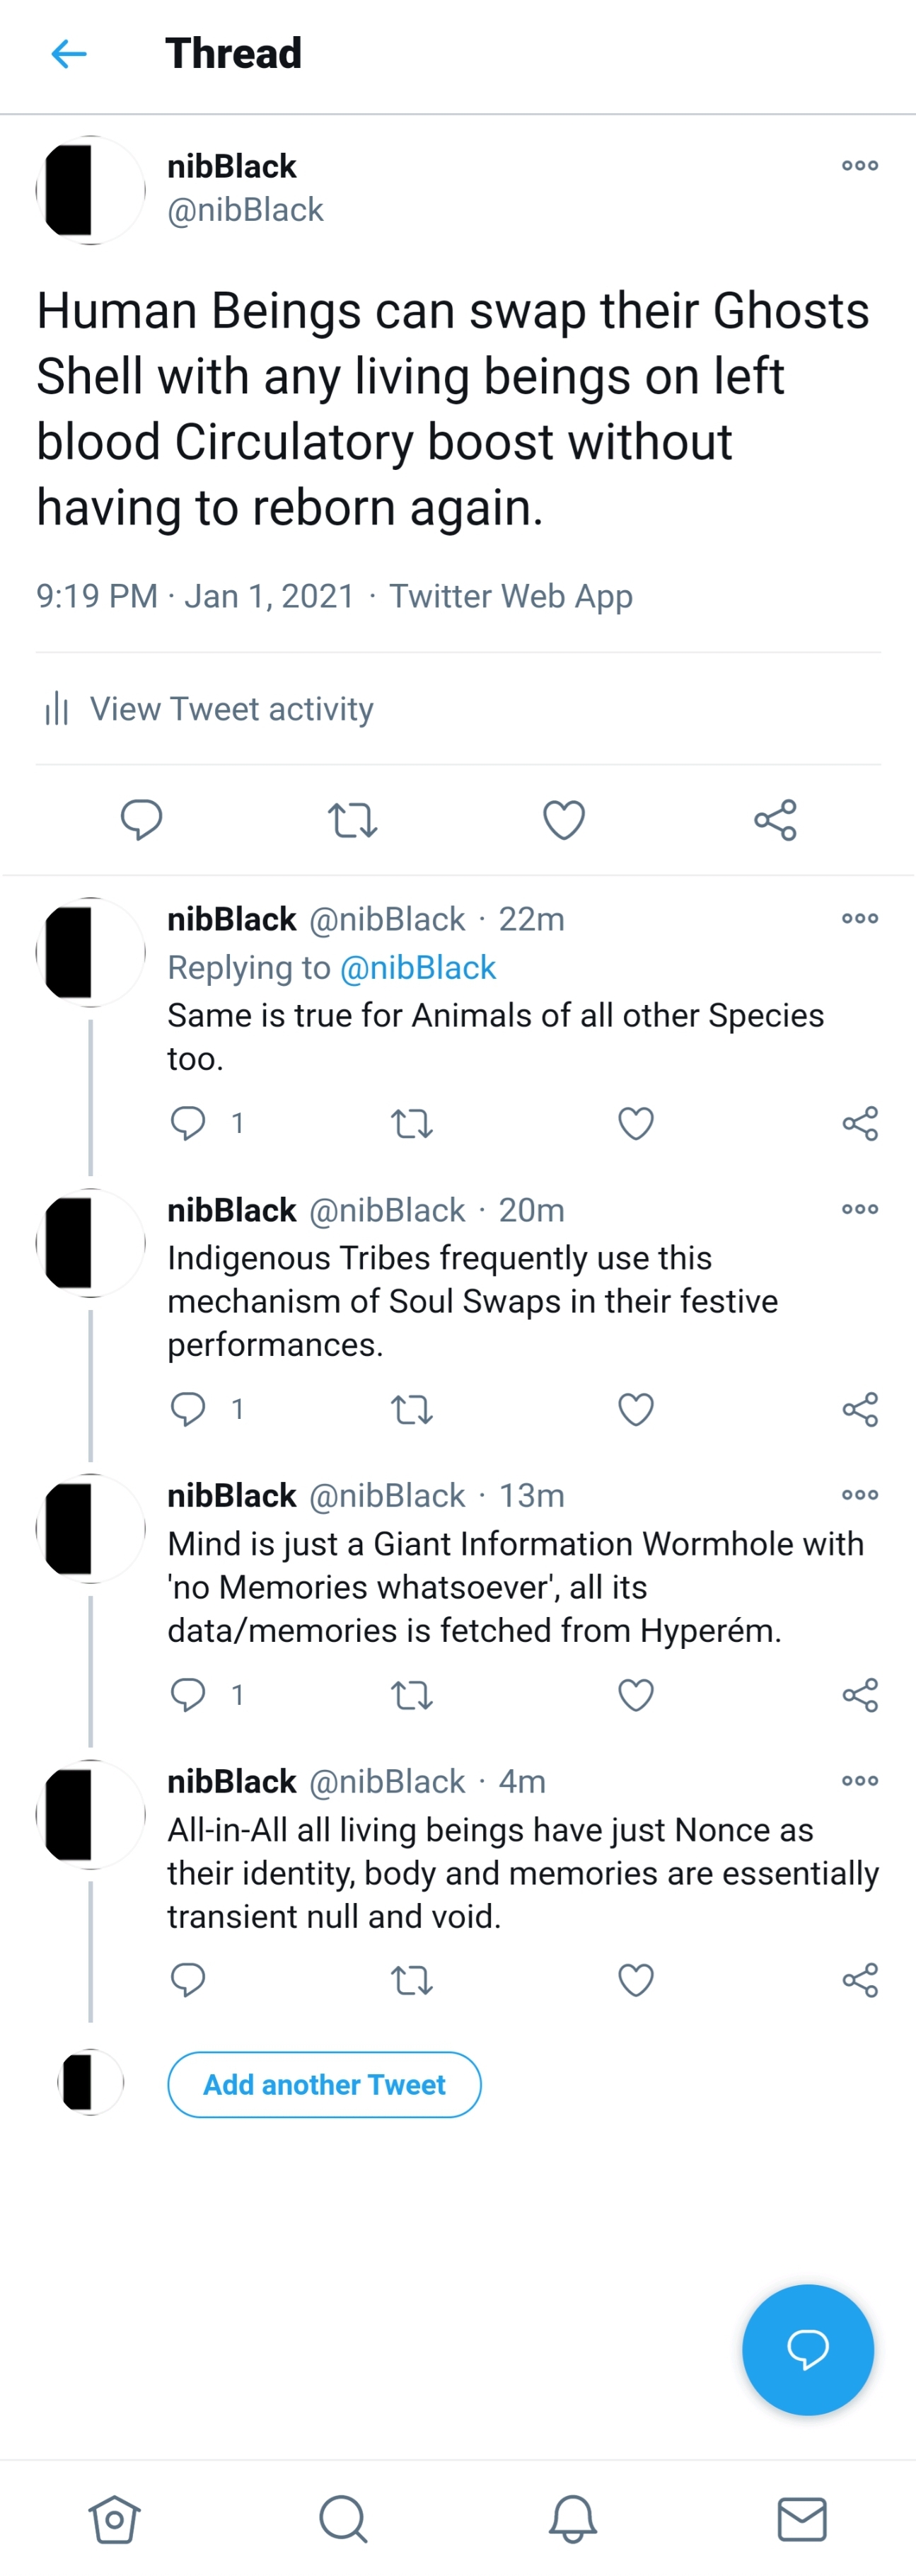 Thread
nibBlack
@nibBlack
Human Beings can swap their Ghosts
Shell with any living beings on left
blood Circulatory boost without
having to reborn again.
9:19 PM · Jan 1, 2021 · Twitter Web App
View Tweet activity
nibBlack @nibBlack · 22m
Replying to @nibBlack
Same is true for Animals of all other Species
too.
1
nibBlack @nibBlack · 20m
Indigenous Tribes frequently use this
mechanism of Soul Swaps in their festive
performances.
1
nibBlack @nibBlack · 13m
Mind is just a Giant Information Wormhole with
'no Memories whatsoever', all its
data/memories is fetched from Hyperém.
1
nibBlack @nibBlack · 4m
All-in-All all living beings have just Nonce as
their identity, body and memories are essentially
transient null and void.
Add another Tweet